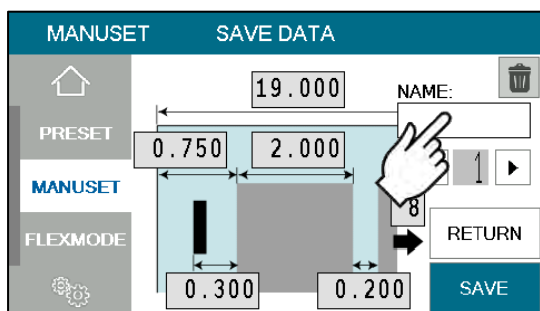 MANUSET SAVE DATA
19.000
NAME:
PRESET
0.750 2.000
1
MANUSET
8
FLEXMODE
RETURN
0.300 0.200
SAVE